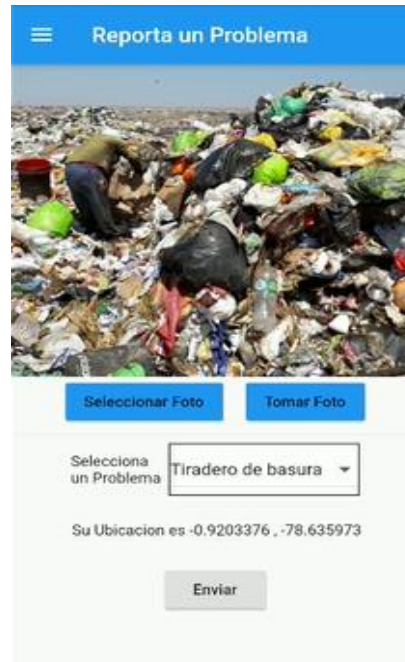 Reporta un Problema
Seleccionar Foto
Tomar Foto
Selecciona
un Problema
Tiradero de basura
Su Ubicacion es -0.9203376 , -78.635973
Enviar